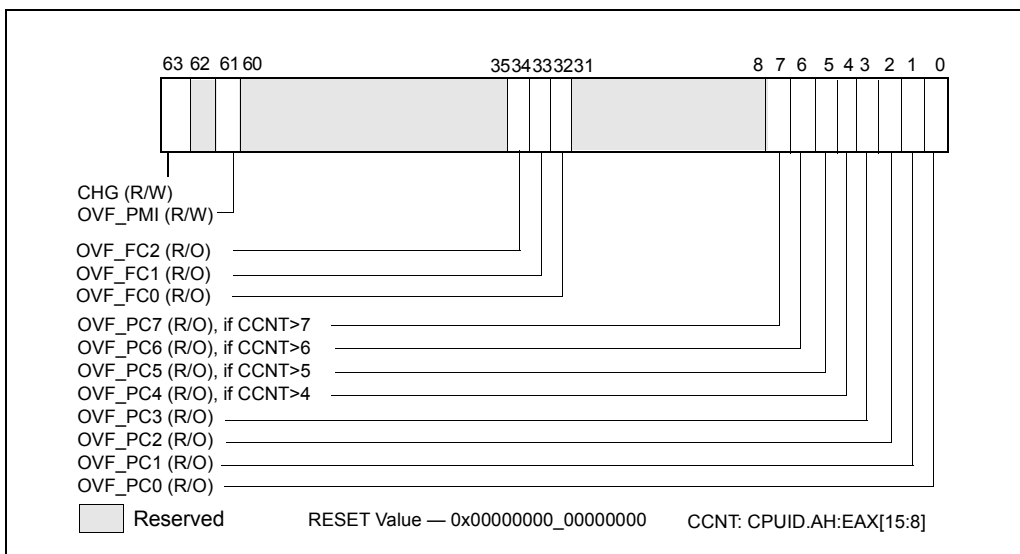 63 62 61 60 35 34 33 32 31 8 7 6 5 4 3 2 1 0
CHG (R/W)
OVF_PMI (R/W)
OVF_FC2 (R/O)
OVF_FC1 (R/O)
OVF_FC0 (R/O)
OVF_PC7 (R/O), if CCNT>7
OVF_PC6 (R/O), if CCNT>6
OVF_PC5 (R/O), if CCNT>5
OVF_PC4 (R/O), if CCNT>4
OVF_PC3 (R/O)
OVF_PC2 (R/O)
OVF_PC1 (R/O)
OVF_PC0 (R/O)
Reserved RESET Value — 0x00000000_00000000 CCNT: CPUID.AH:EAX[15:8]